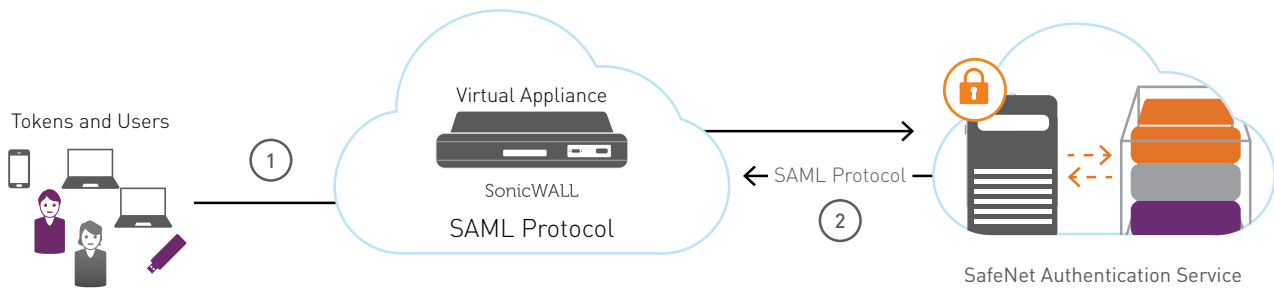 Tokens and Users
1
Virtual Appliance
SonicWALL
SAML Protocol
SAML Protocol
2
SafeNet Authentication Service